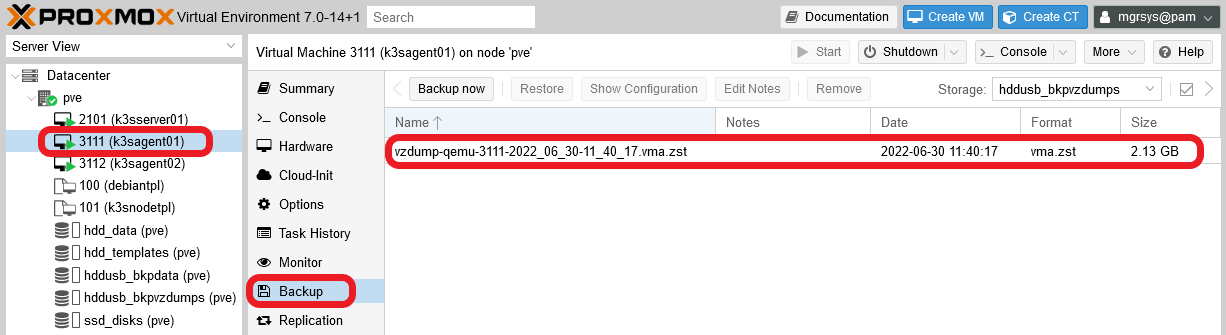 PROXMOX Virtual Environment 7.0-14+1 Search Documentation Create VM Create CT mgrsys@pam
Server View
Datacenter
pve
2101 (k3sserver01)
3111 (k3sagent01)
3112 (k3sagent02)
100 (debiantpl)
101 (k3snodetpl)
hdd_data (pve)
hdd_templates (pve)
hddusb_bkpdata (pve)
hddusb_bkpvzdumps (pve)
ssd_disks (pve)
Virtual Machine 3111 (k3sagent01) on node 'pve' Start Shutdown Console More Help
Summary
Console
Hardware
Cloud-Init
Options
Task History
Monitor
Backup
Replication
Backup now Restore Show Configuration Edit Notes Remove Storage: hddusb_bkpvzdumps
Name Notes Date Format Size
vzdump-qemu-3111-2022_06_30-11_40_17.vma.zst 2022-06-30 11:40:17 vma.zst 2.13 GB